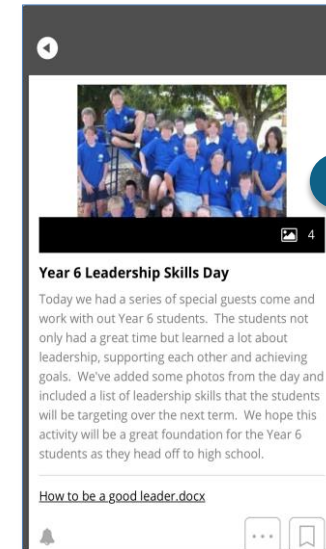 4
Year 6 Leadership Skills Day
Today we had a series of special guests come and
work with out Year 6 students.  The students not
only had a great time but learned a lot about
leadership, supporting each other and achieving
goals.  We've added some photos from the day and
included a list of leadership skills that the students
will be targeting over the next term.  We hope this
activity will be a great foundation for the Year 6
students as they head off to high school.
How to be a good leader.docx